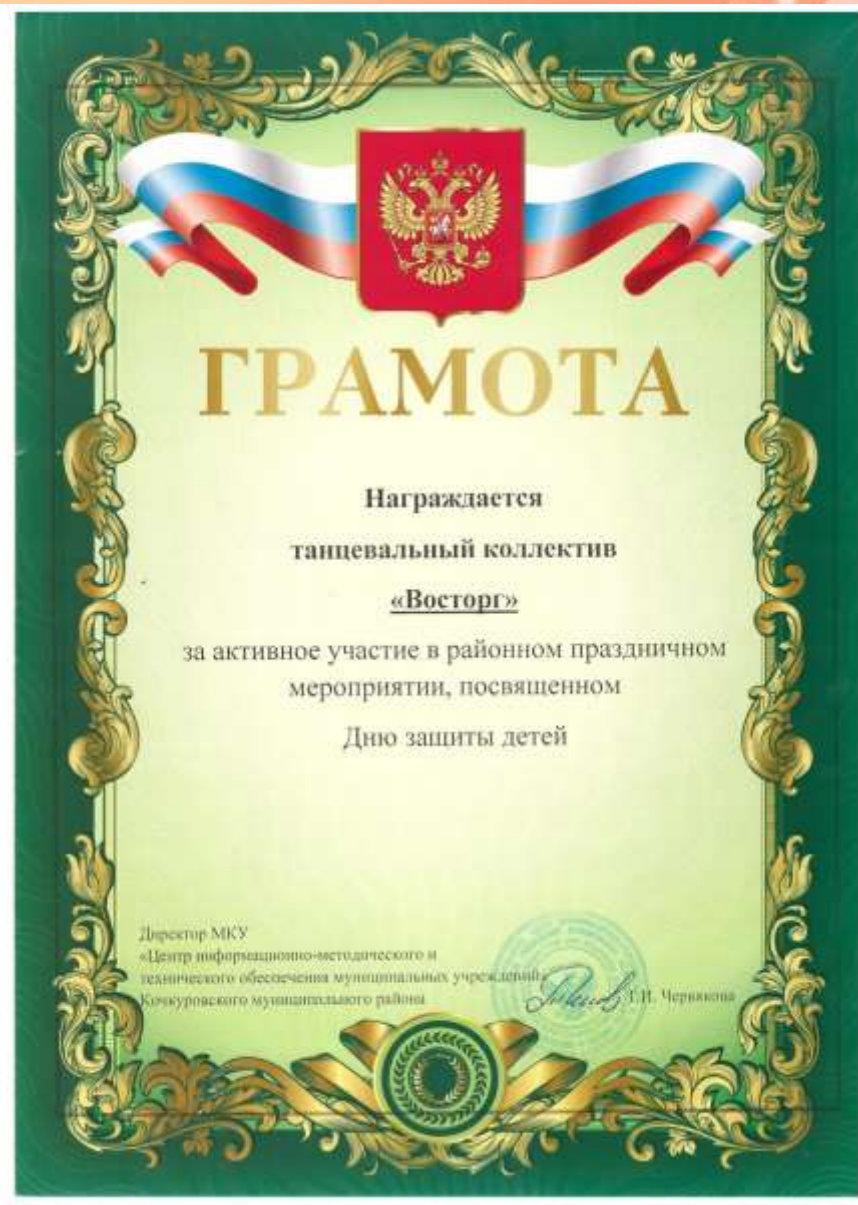 ГРАМОТА
Награждается
танцевальный коллектив
«Восторг»
за активное участие в районном праздничном
мероприятии, посвященном
Дню защиты детей
Директор МКУ
«Центр информационно-методического и
технического обеспечения муниципальных учреждений»
Кочкуровского муниципального района
Т.И. Червякова